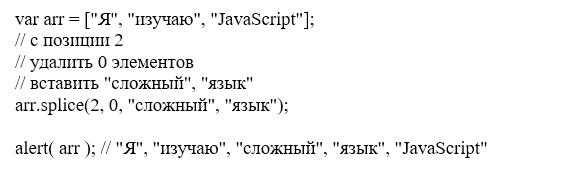 var arr = ["Я", "изучаю", "JavaScript"];
// с позиции 2
// удалить 0 элементов
// вставить "сложный", "язык"
arr.splice(2, 0, "сложный", "язык");
alert( arr ); // "Я", "изучаю", "сложный", "язык", "JavaScript"